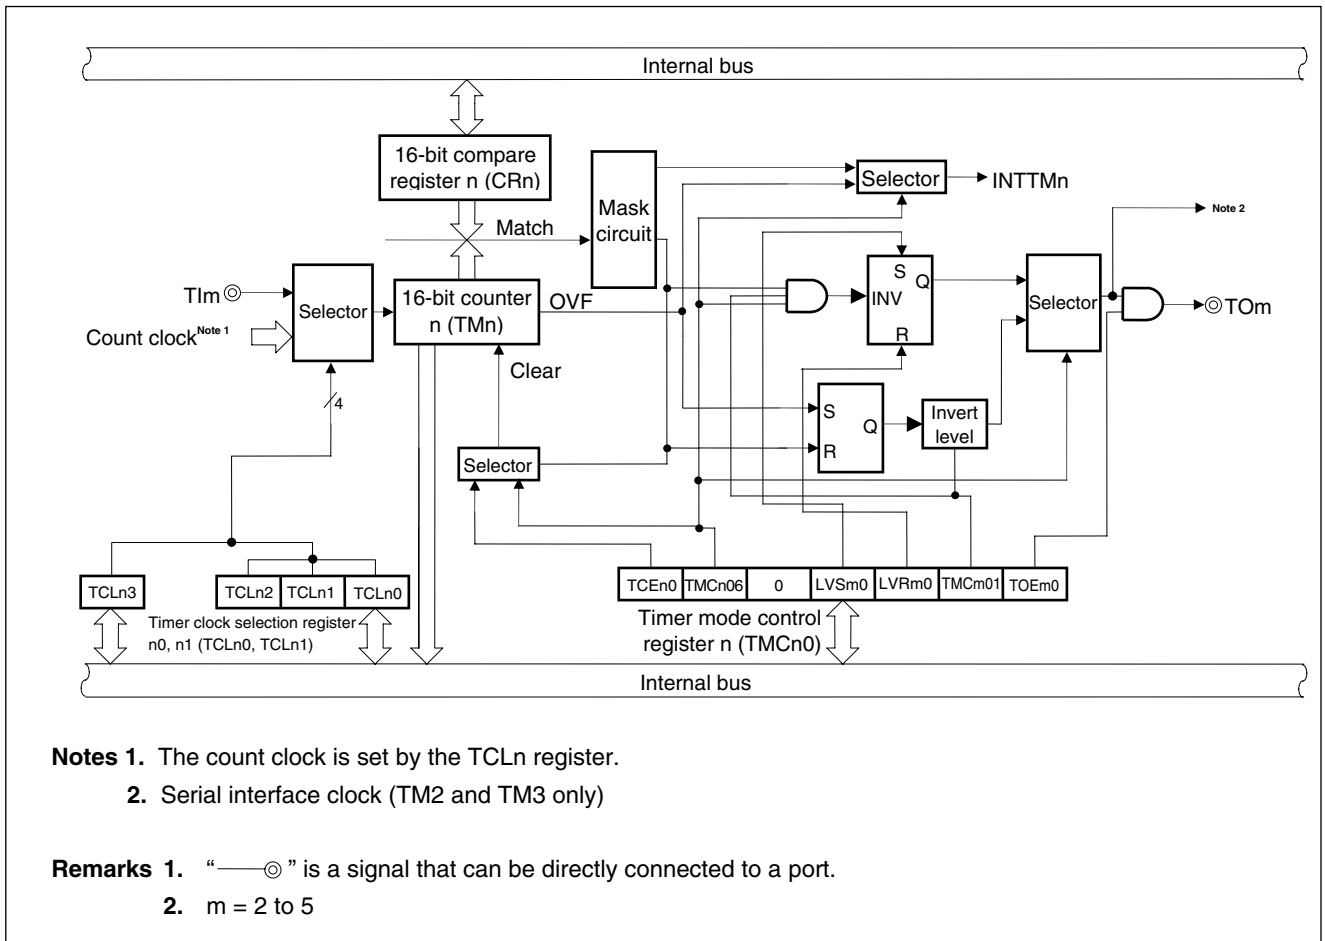 Internal bus
16-bit compare
register n (CRn)
Mask
circuit
Selector
INTTMn
Match
Note 2
TIm
Count clock Note 1
Selector
16-bit counter
n (TMn)
OVF
Clear
S
Q
INV
R
Selector
TOm
4
S
Q
R
Invert
level
Selector
TCLn3
TCLn2
TCLn1
TCLn0
Timer clock selection register
n0, n1 (TCLn0, TCLn1)
TCEn0
TMCn06
0
LVSm0
LVRm0
TMCm01
TOEm0
Timer mode control
register n (TMCn0)
Internal bus
Notes 1. The count clock is set by the TCLn register.
2. Serial interface clock (TM2 and TM3 only)
Remarks 1. “ ” is a signal that can be directly connected to a port.
2. m = 2 to 5